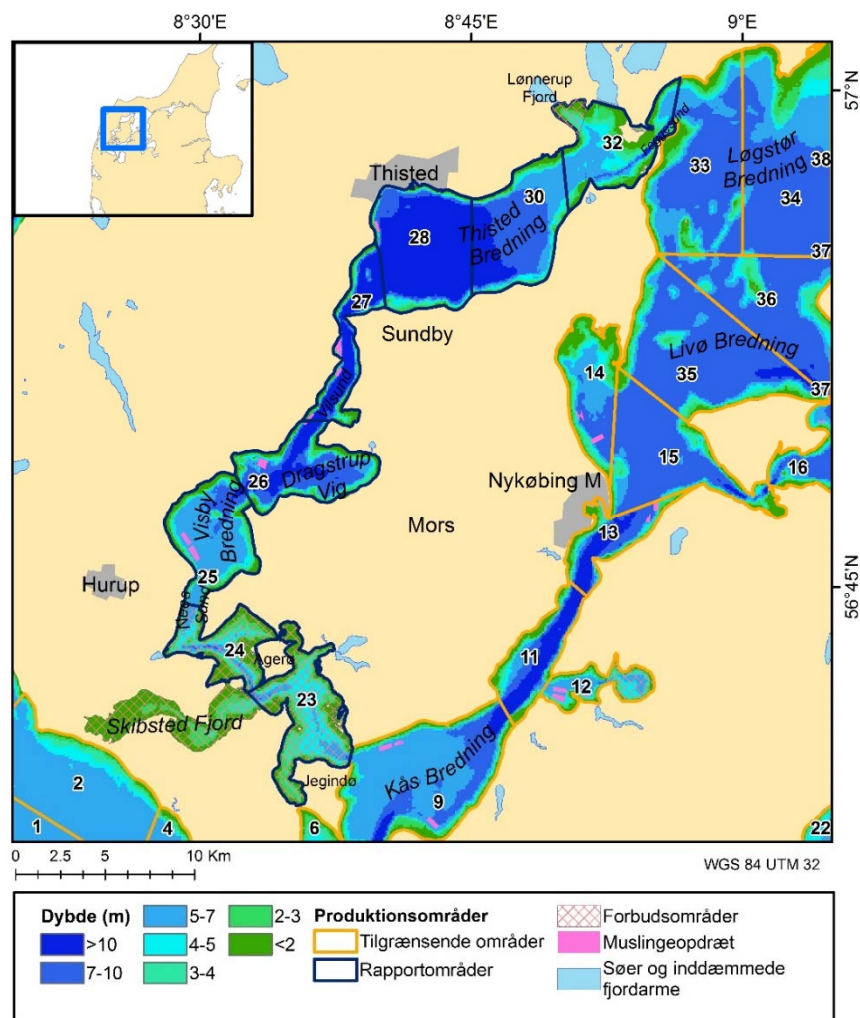 8°30'E 8°45'E 9°E
57°N
56°45'N
Lønnerup
Fjord
Thisted
32
Feggesund
33
Løgstør
Bredning
38
34
30
Thisted
Bredning
28
37
27
36
Sundby
Livø Bredning
14
35
37
Vilsund
15
16
26
Dragstrup
Vig
Nykøbing M
Visby
Bredning
Mors
13
Hurup
25
Nees
Sund
24
Agerø
11
12
23
Skibsted Fjord
Kås Bredning
Jegindø
2
9
1
4
6
22
0 2.5 5 10 Km
WGS 84 UTM 32
Dybde (m)
>10
7-10
5-7
4-5
3-4
2-3
<2
Produktionsområder
Tilgrænsende områder
Rapportområder
Forbudsområder
Muslingeopdræt
Søer og inddæmmede
fjordarme